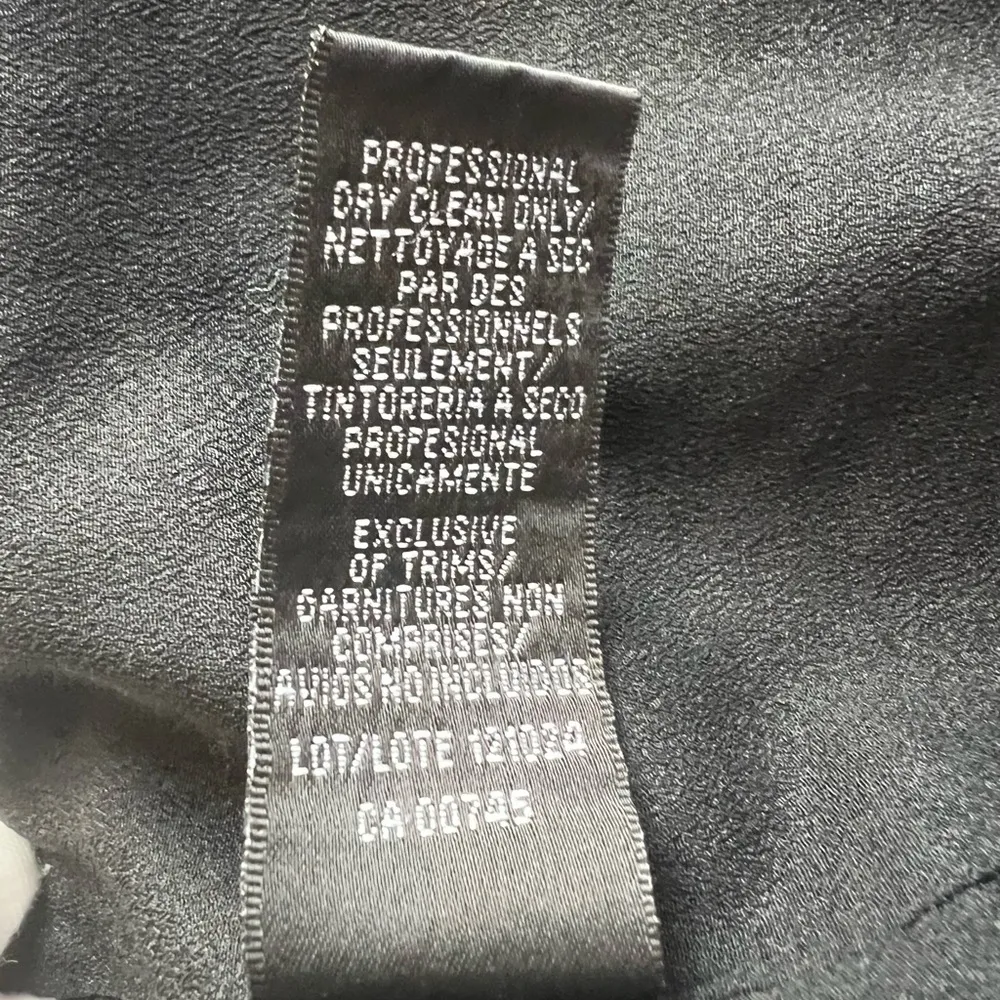 PROFESSIONAL
DRY CLEAN ONLY/
NETTOYAGE A SEC
PAR DES
PROFESSIONNELS
SEULEMENT/
TINTORERIA A SECO
PROFESIONAL
UNICAMENTE
EXCLUSIVE
OF TRIMS/
GARNITURES NON
COMPRISES/
AVIOS NO INCLUIDOS
LOT/LOTE
CA 00745